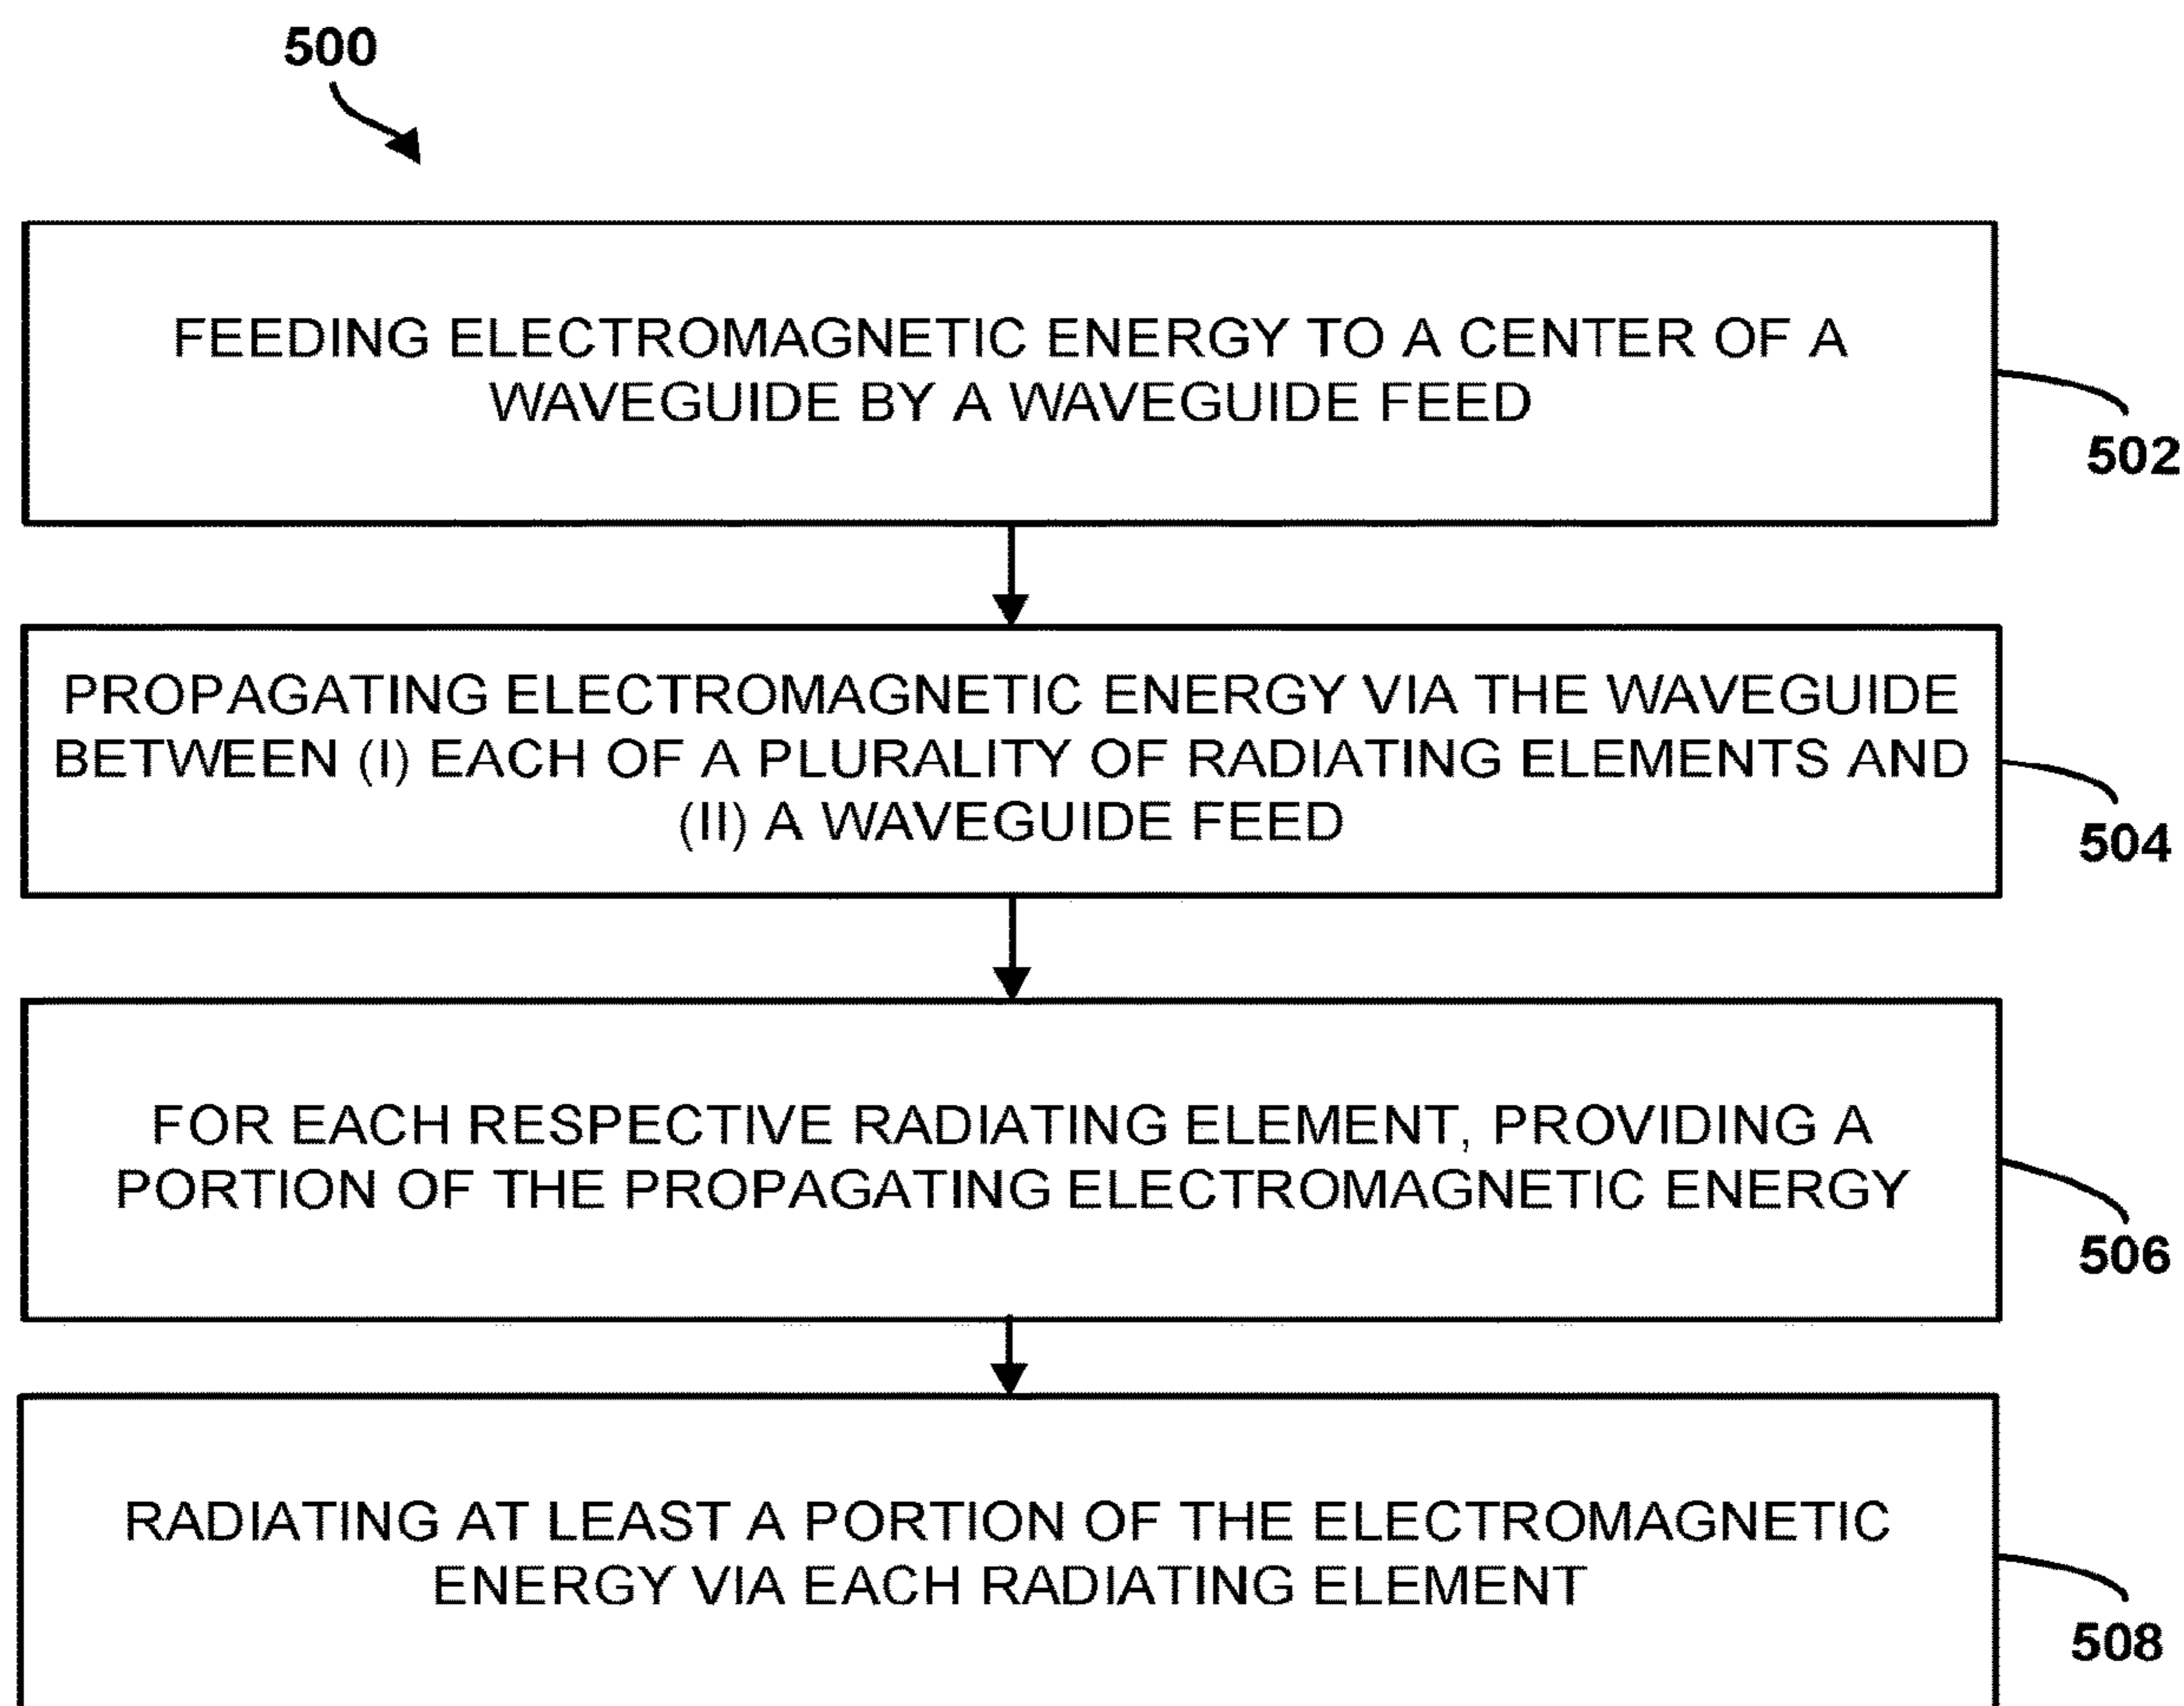 500
FEEDING ELECTROMAGNETIC ENERGY TO A CENTER OF A
WAVEGUIDE BY A WAVEGUIDE FEED
502
PROPAGATING ELECTROMAGNETIC ENERGY VIA THE WAVEGUIDE
BETWEEN (I) EACH OF A PLURALITY OF RADIATING ELEMENTS AND
(II) A WAVEGUIDE FEED
504
FOR EACH RESPECTIVE RADIATING ELEMENT, PROVIDING A
PORTION OF THE PROPAGATING ELECTROMAGNETIC ENERGY
506
RADIATING AT LEAST A PORTION OF THE ELECTROMAGNETIC
ENERGY VIA EACH RADIATING ELEMENT
508